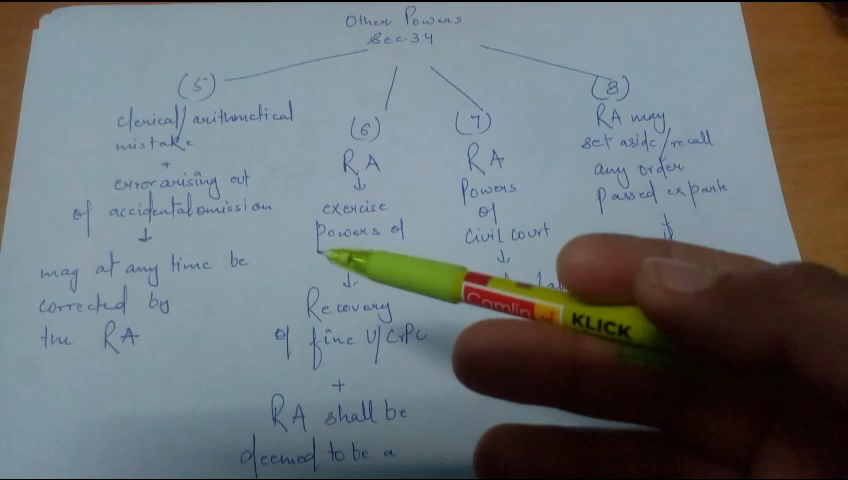 Other Powers
Sec. 34
(5)
clerical/arithmetical
mistake
+
error arising out
of accidental omission
may at any time be
corrected by
the RA
(6)
RA
exercise
Powers of
Recovery
of fine U/CrPC
+
RA shall be
deemed to be a
(7)
RA
Powers
of
Civil court
(8)
RA may
set aside/recall
any order
Passed ex parte
Camlin
KLICK